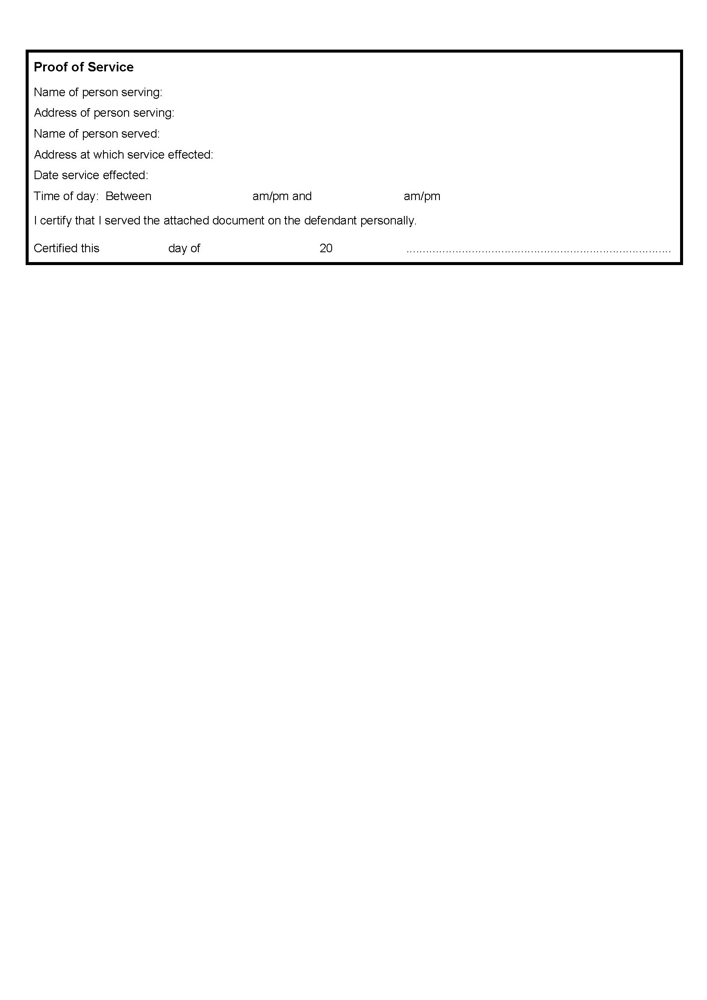 Proof of Service
Name of person serving:
Address of person serving:
Name of person served:
Address at which service effected:
Date service effected:
Time of day:  Between am/pm and am/pm
I certify that I served the attached document on the defendant personally.
Certified this day of 20 ................................................................................